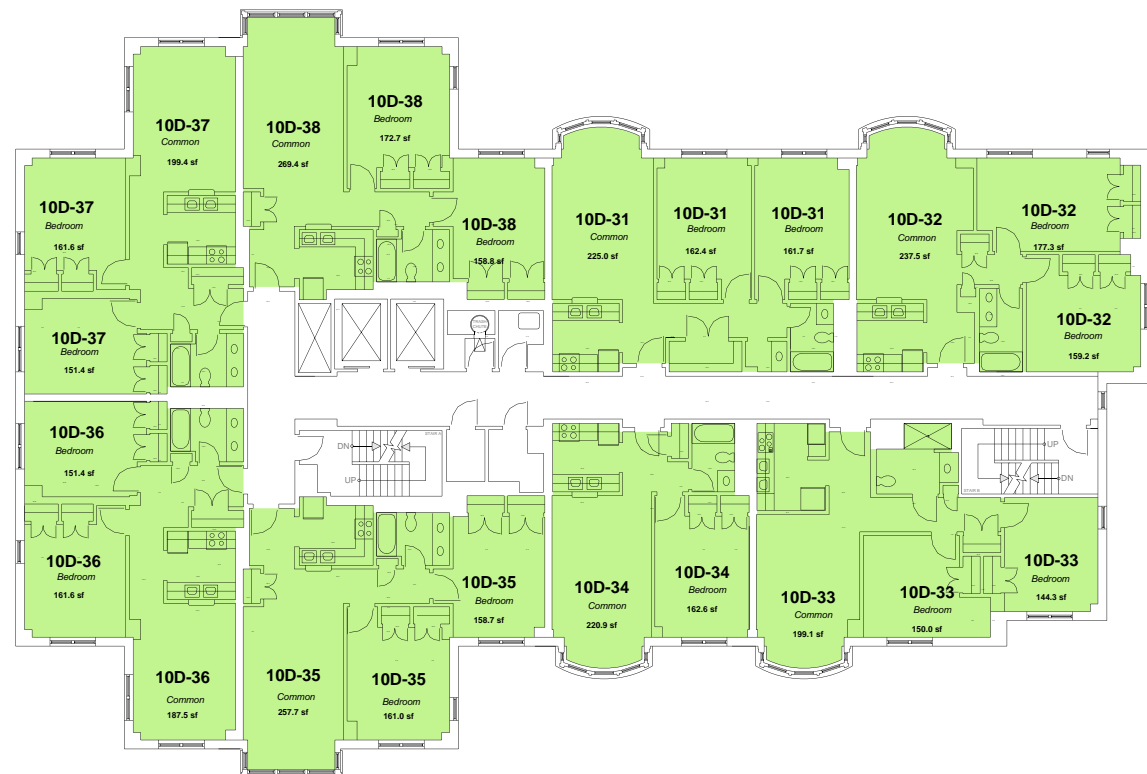 10D-38
Bedroom
172.7 sf
10D-37
Common
199.4 sf
10D-38
Common
269.4 sf
10D-37
Bedroom
161.6 sf
10D-38
Bedroom
158.8 sf
10D-31
Common
225.0 sf
10D-31
Bedroom
162.4 sf
10D-31
Bedroom
161.7 sf
10D-32
Common
237.5 sf
10D-32
Bedroom
177.3 sf
10D-32
Bedroom
159.2 sf
10D-37
Bedroom
151.4 sf
TRASH
CHUTE
10D-36
Bedroom
151.4 sf
STAIR A
DN
UP
UP
DN
STAIR B
10D-36
Bedroom
161.6 sf
10D-35
Bedroom
158.7 sf
10D-34
Common
220.9 sf
10D-34
Bedroom
162.6 sf
10D-33
Common
199.1 sf
10D-33
Bedroom
150.0 sf
10D-33
Bedroom
144.3 sf
10D-36
Common
187.5 sf
10D-35
Common
257.7 sf
10D-35
Bedroom
161.0 sf